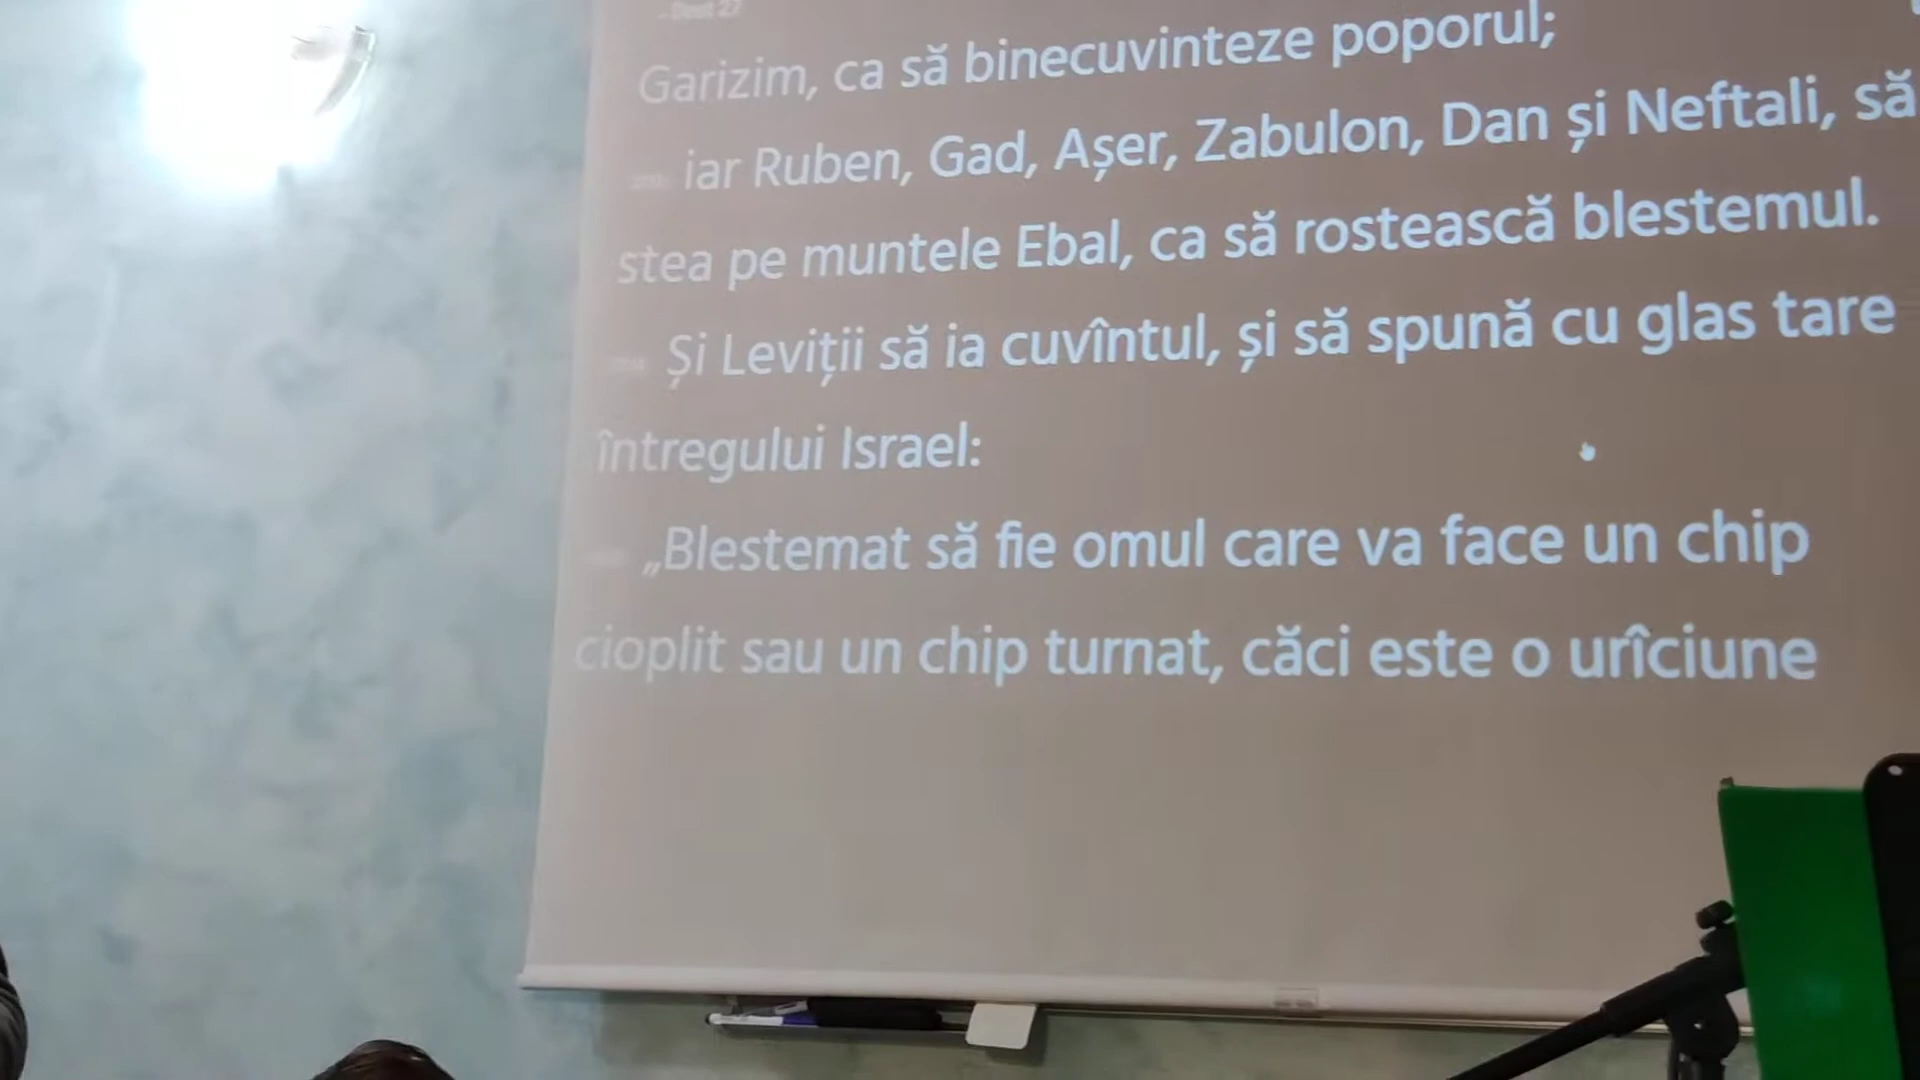 - Deut 27
Garizim, ca să binecuvinteze poporul;
iar Ruben, Gad, Așer, Zabulon, Dan și Neftali, să
stea pe muntele Ebal, ca să rostească blestemul.
Și Leviții să ia cuvîntul, și să spună cu glas tare
întregului Israel:
„Blestemat să fie omul care va face un chip
cioplit sau un chip turnat, căci este o urîciune